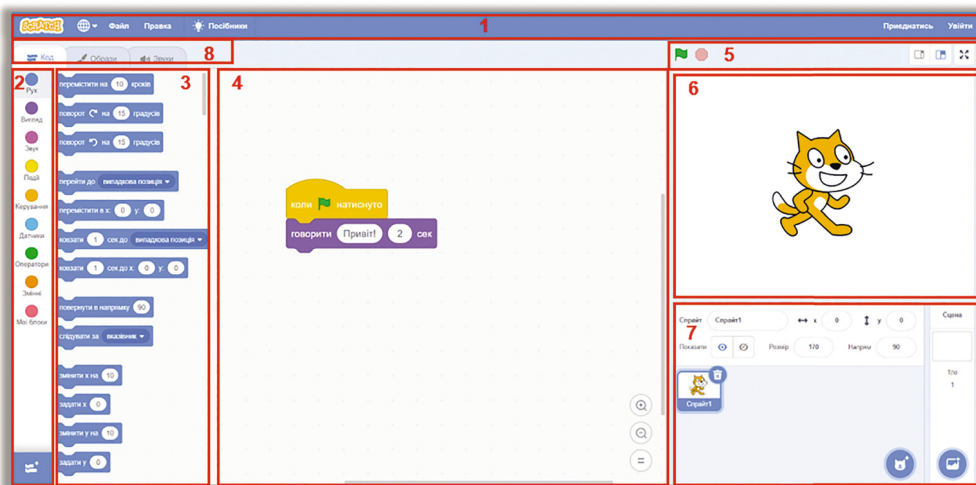 SCRATCH Файл Правка Посібники 1 Приєднатись Увійти
Код Образи Звуки 8 5
2 3 4 6
Рух
Вигляд
Звук
Події
Керування
Датчики
Оператори
Змінні
Мої блоки
перемістити на 10 кроків
поворот на 15 градусів
поворот на 15 градусів
перейти до випадкова позиція
перемістити в x: 0 y: 0
ковзати 1 сек до випадкова позиція
ковзати 1 сек до x: 0 y: 0
повернути в напрямку 90
слідувати за вказівник
змінити x на 10
задати x 0
змінити y на 10
задати y 0
коли натиснуто
говорити Привіт! 2 сек
Спрайт Спрайт1 x 0 y 0
7
Показати Розмір 170 Напрям 90
Спрайт1
Сцена
Тло
1